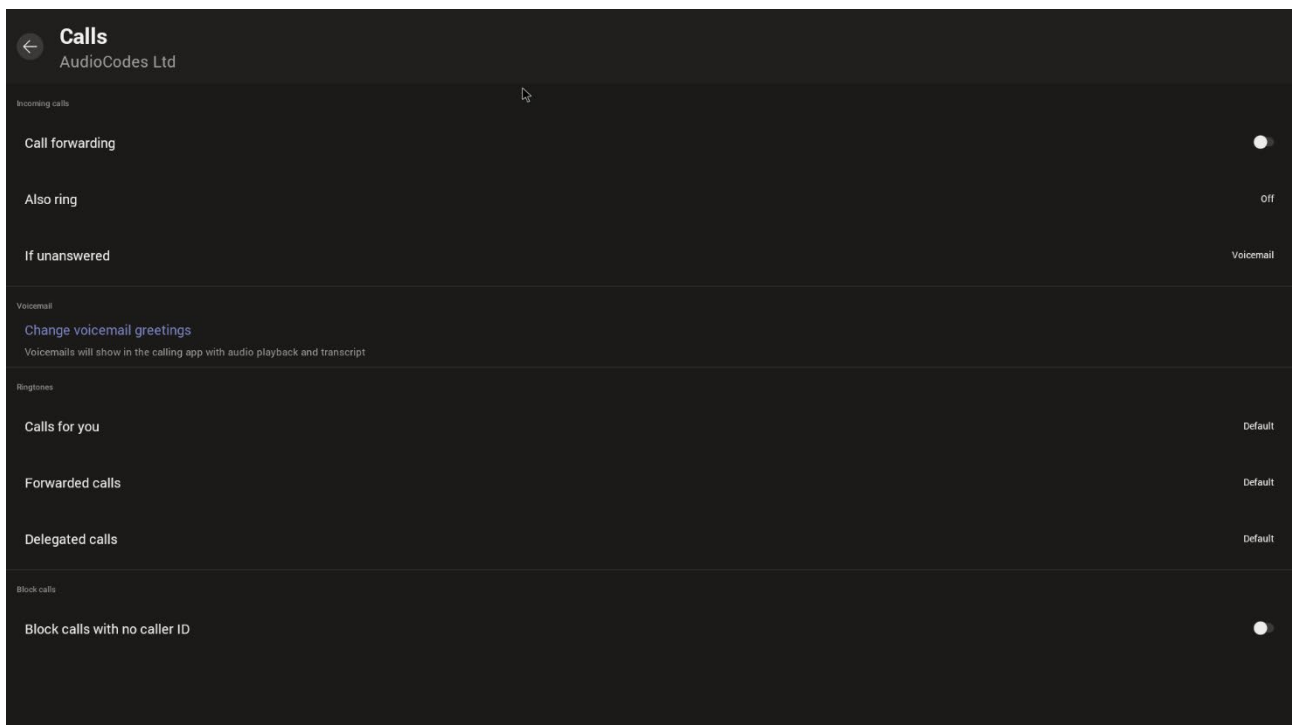 Calls
AudioCodes Ltd
Incoming calls
Call forwarding
Also ring
Off
If unanswered
Voicemail
Voicemail
Change voicemail greetings
Voicemails will show in the calling app with audio playback and transcript
Ringtones
Calls for you
Default
Forwarded calls
Default
Delegated calls
Default
Block calls
Block calls with no caller ID